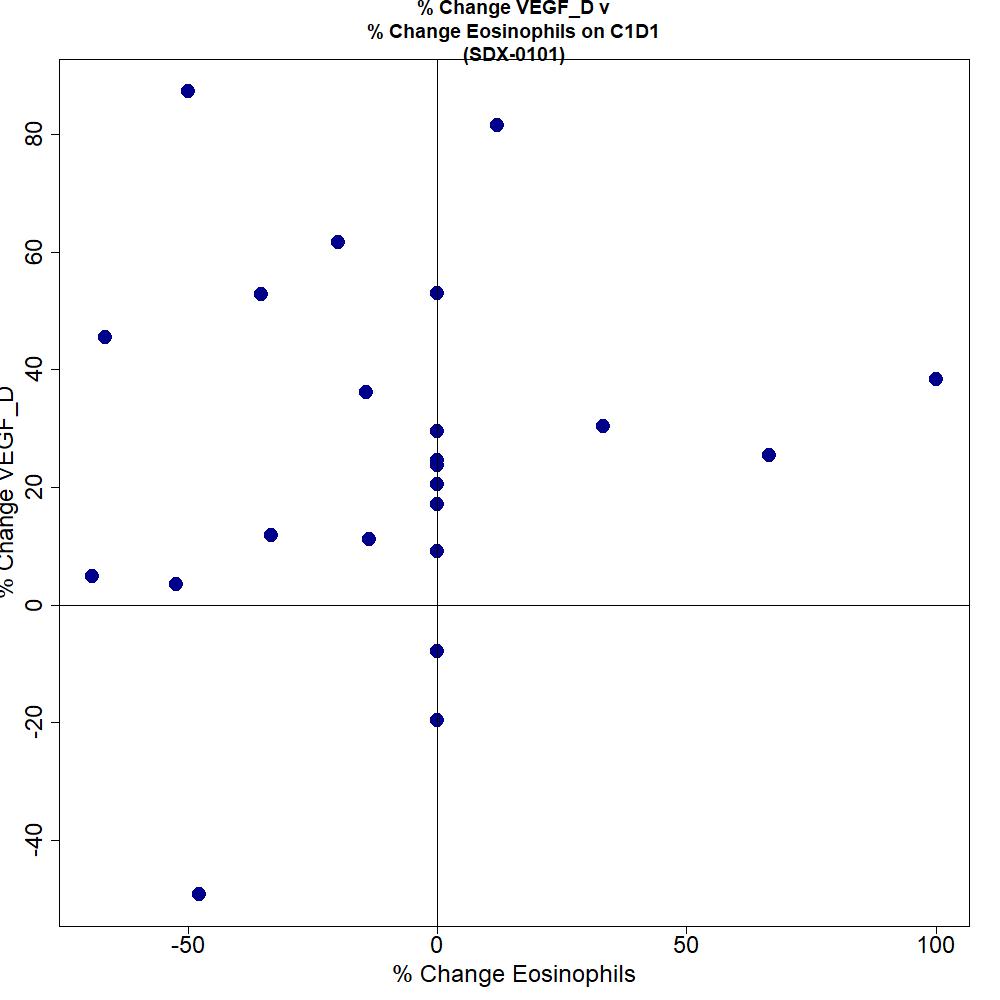 % Change VEGF_D v
% Change Eosinophils on C1D1
(SDX-0101)
% Change VEGF_D
80
60
40
20
0
-20
-40
-50
0
50
100
% Change Eosinophils